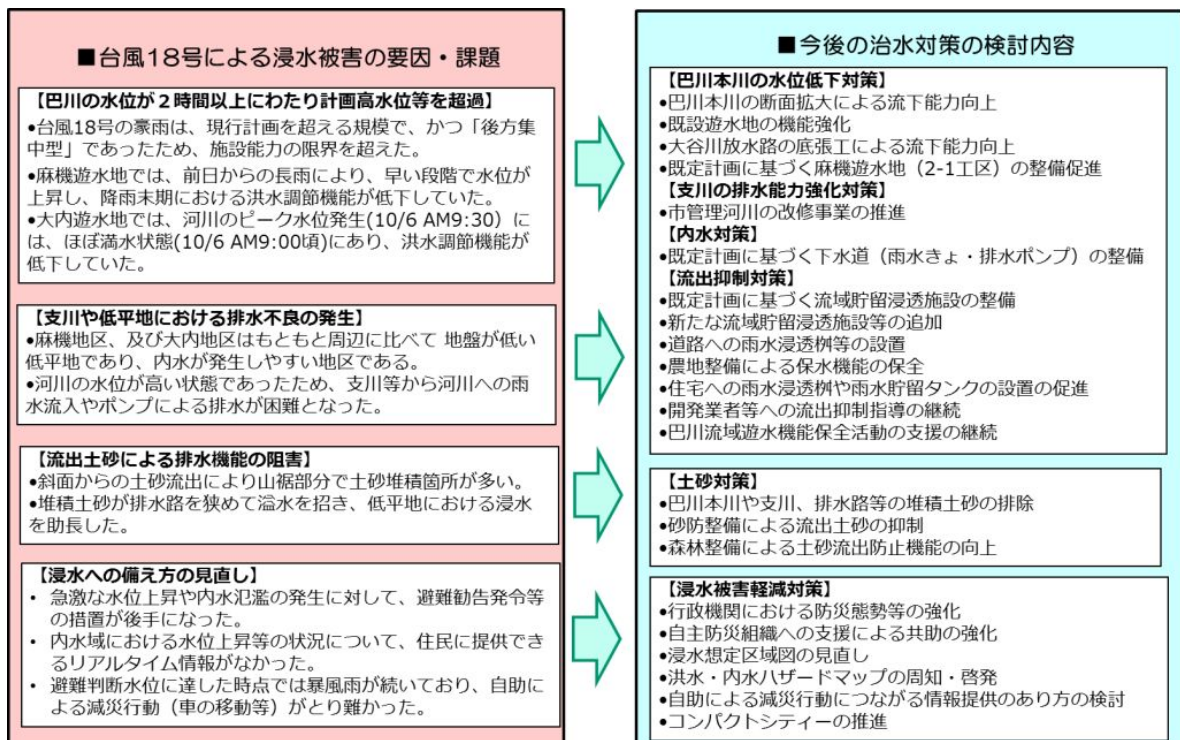 ■台風18号による浸水被害の要因・課題
【巴川の水位が２時間以上にわたり計画高水位等を超過】
●台風18号の豪雨は、現行計画を超える規模で、かつ「後方集
中型」であったため、施設能力の限界を超えた。
●麻機遊水地では、前日からの長雨により、早い段階で水位が
上昇し、降雨末期における洪水調節機能が低下していた。
●大内遊水地では、河川のピーク水位発生(10/6 AM9:30）に
は、ほぼ満水状態(10/6 AM9:00頃)にあり、洪水調節機能が
低下していた。
【支川や低平地における排水不良の発生】
●麻機地区、及び大内地区はもともと周辺に比べて 地盤が低い
低平地であり、内水が発生しやすい地区である。
●河川の水位が高い状態であったため、支川等から河川への雨
水流入やポンプによる排水が困難となった。
【流出土砂による排水機能の阻害】
●斜面からの土砂流出により山裾部分で土砂堆積箇所が多い。
●堆積土砂が排水路を狭めて溢水を招き、低平地における浸水
を助長した。
【浸水への備え方の見直し】
• 急激な水位上昇や内水氾濫の発生に対して、避難勧告発令等
の措置が後手になった。
• 内水域における水位上昇等の状況について、住民に提供でき
るリアルタイム情報がなかった。
• 避難判断水位に達した時点では暴風雨が続いており、自助に
よる減災行動（車の移動等）がとり難かった。
■今後の治水対策の検討内容
【巴川本川の水位低下対策】
●巴川本川の断面拡大による流下能力向上
●既設遊水地の機能強化
●大谷川放水路の底張工による流下能力向上
●既定計画に基づく麻機遊水地（2-1工区）の整備促進
【支川の排水能力強化対策】
●市管理河川の改修事業の推進
【内水対策】
●既定計画に基づく下水道（雨水きょ・排水ポンプ）の整備
【流出抑制対策】
●既定計画に基づく流域貯留浸透施設の整備
●新たな流域貯留浸透施設等の追加
●道路への雨水浸透桝等の設置
●農地整備による保水機能の保全
●住宅への雨水浸透桝や雨水貯留タンクの設置の促進
●開発業者等への流出抑制指導の継続
●巴川流域遊水機能保全活動の支援の継続
【土砂対策】
●巴川本川や支川、排水路等の堆積土砂の排除
●砂防整備による流出土砂の抑制
●森林整備による土砂流出防止機能の向上
【浸水被害軽減対策】
●行政機関における防災態勢等の強化
●自主防災組織への支援による共助の強化
●浸水想定区域図の見直し
●洪水・内水ハザードマップの周知・啓発
●自助による減災行動につながる情報提供のあり方の検討
●コンパクトシティーの推進